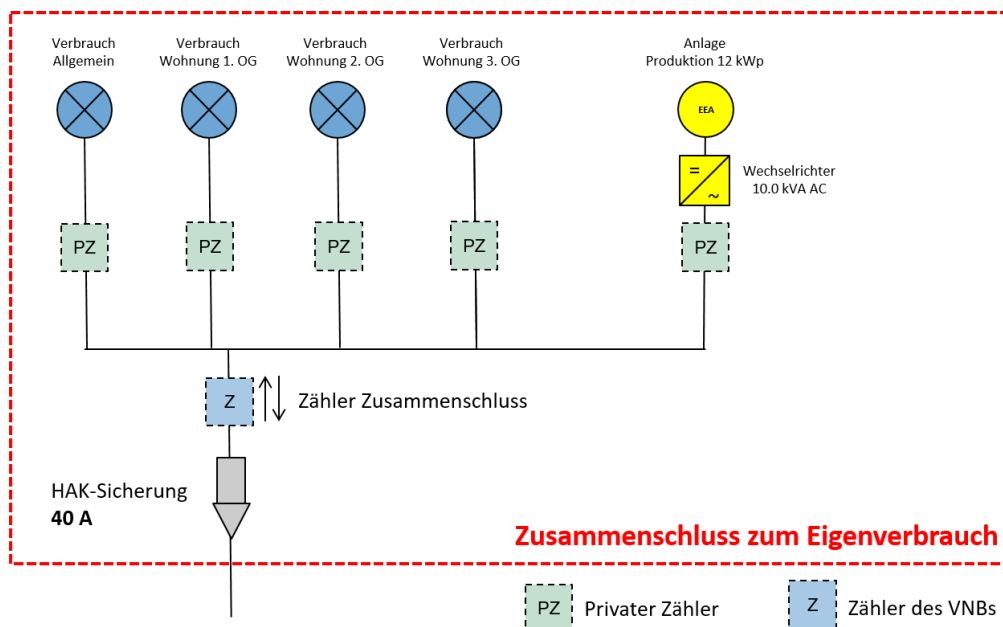 Verbrauch
Allgemein
Verbrauch
Wohnung 1. OG
Verbrauch
Wohnung 2. OG
Verbrauch
Wohnung 3. OG
Anlage
Produktion 12 kWp
EEA
=
~
Wechselrichter
10.0 kVA AC
PZ
PZ
PZ
PZ
PZ
Z
Zähler Zusammenschluss
HAK-Sicherung
40 A
Zusammenschluss zum Eigenverbrauch
PZ Privater Zähler
Z Zähler des VNBs